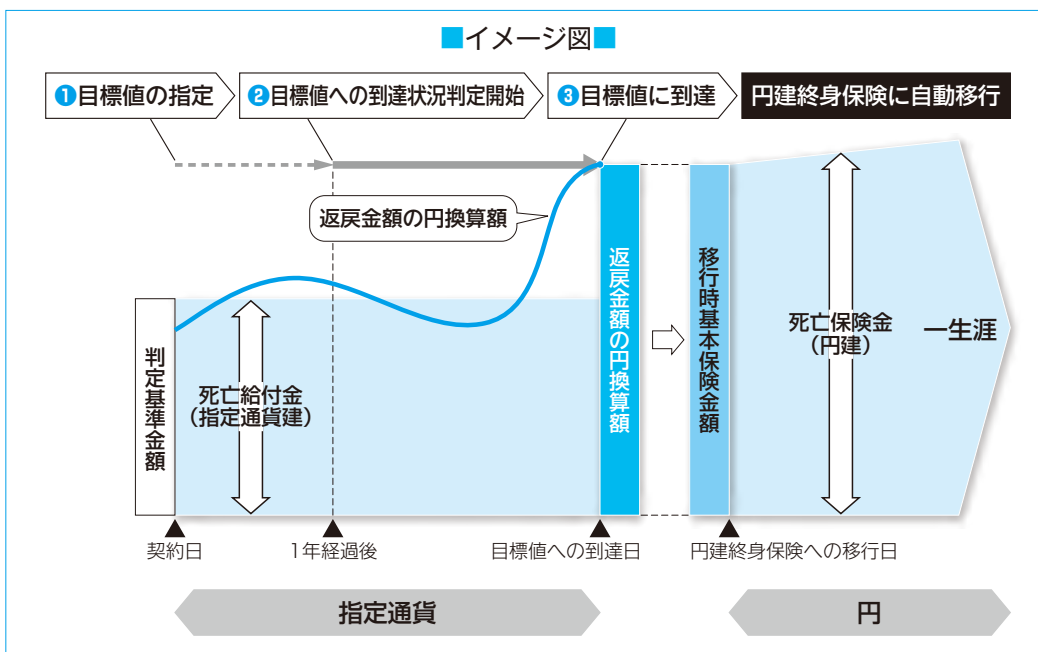 ■イメージ図■
❶目標値の指定
❷目標値への到達状況判定開始
❸目標値に到達
円建終身保険に自動移行
返戻金額の円換算額
判定基準金額
死亡給付金
（指定通貨建）
返戻金額の円換算額
移行時基本保険金額
死亡保険金
（円建）
一生涯
契約日
1年経過後
目標値への到達日
円建終身保険への移行日
指定通貨
円